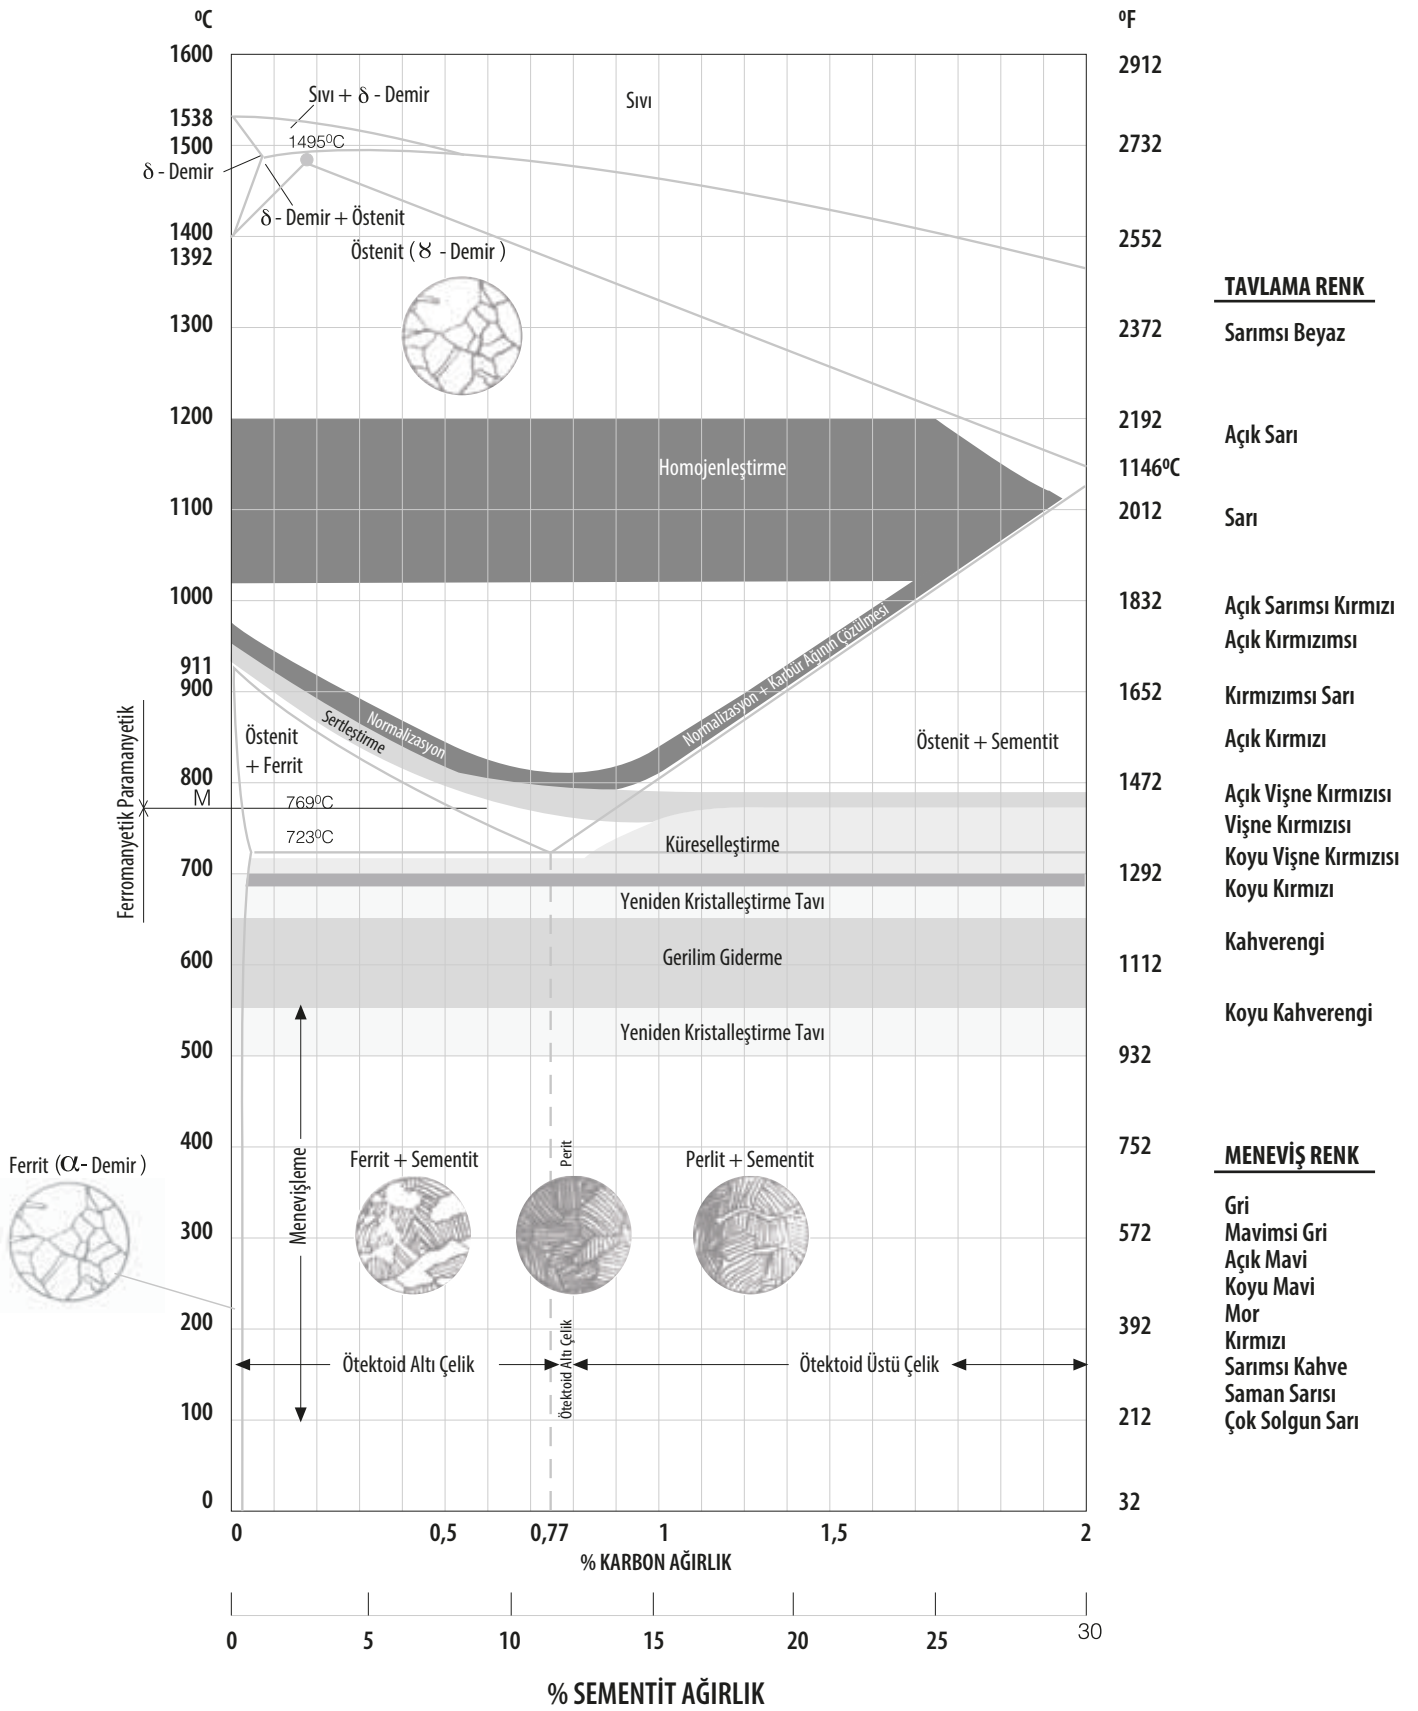 ⁰C
⁰F
1600
2912
Sıvı + δ - Demir
Sıvı
1538
1495⁰C
1500
2732
δ - Demir
δ - Demir + Östenit
1400
2552
1392
Östenit (ɣ - Demir )
TAVLAMA RENK
1300
2372
Sarımsı Beyaz
1200
2192
Açık Sarı
Homojenleştirme
1146⁰C
1100
2012
Sarı
1000
1832
Açık Sarımsı Kırmızı
Açık Kırmızımsı
Normalizasyon + Karbür Ağının Çözülmesi
911
900
1652
Kırmızımsı Sarı
Normalizasyon
Sertleştirme
Östenit
+ Ferrit
Östenit + Sementit
Açık Kırmızı
Ferromanyetik Paramanyetik
800
1472
M
769⁰C
Açık Vişne Kırmızısı
Vişne Kırmızısı
723⁰C
Küreselleştirme
Koyu Vişne Kırmızısı
700
1292
Koyu Kırmızı
Yeniden Kristalleştirme Tavı
Kahverengi
600
Gerilim Giderme
1112
Koyu Kahverengi
Yeniden Kristalleştirme Tavı
500
932
400
752
MENEVİŞ RENK
Ferrit (α- Demir )
Menevişleme
Ferrit + Sementit
Perit
Perlit + Sementit
Gri
300
572
Mavimsi Gri
Açık Mavi
Koyu Mavi
Mor
200
392
Kırmızı
Ötektoid Altı Çelik
Ötektoid Altı Çelik
Ötektoid Üstü Çelik
Sarımsı Kahve
Saman Sarısı
100
212
Çok Solgun Sarı
0
32
0 0,5 0,77 1 1,5 2
% KARBON AĞIRLIK
0 5 10 15 20 25 30
% SEMENTİT AĞIRLIK